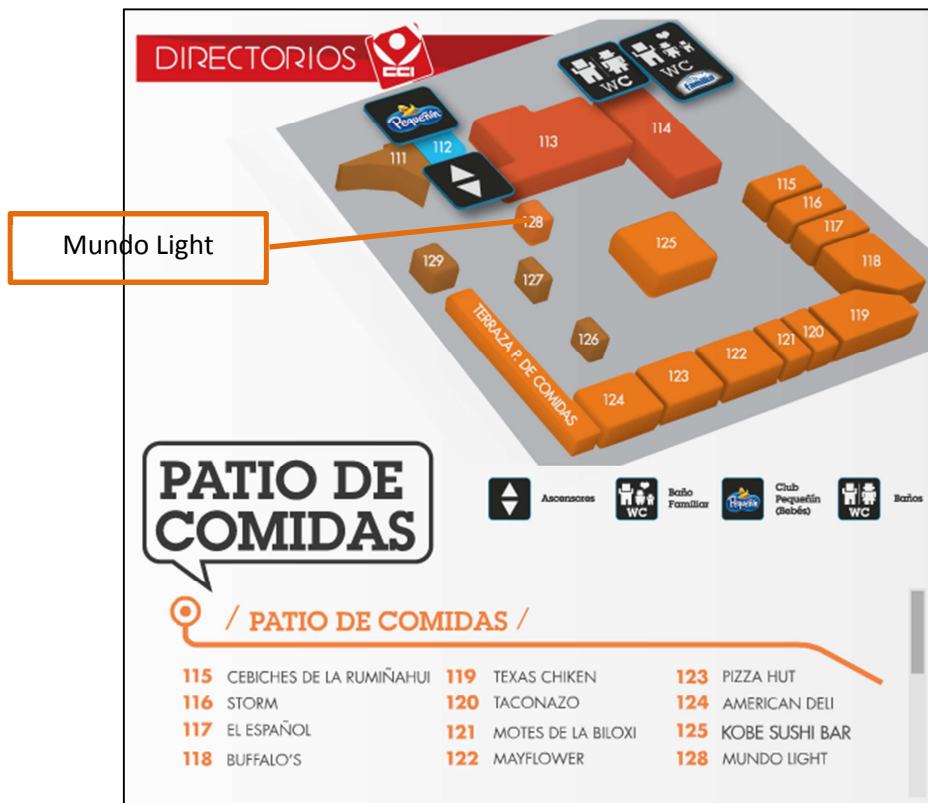 DIRECTORIOS
CCI
WC
WC
Pequeñín
112
113
114
111
115
116
117
118
128
125
129
127
126
119
120
121
122
123
124
TERRAZA P. DE COMIDAS
Mundo Light
PATIO DE
COMIDAS
Ascensores
WC
Baño
Familiar
Pequeñín
Club
Pequeñín
(Bebés)
WC
Baños
/ PATIO DE COMIDAS /
115 CEBICHES DE LA RUMIÑAHUI 119 TEXAS CHIKEN 123 PIZZA HUT
116 STORM 120 TACONAZO 124 AMERICAN DELI
117 EL ESPAÑOL 121 MOTES DE LA BILOXI 125 KOBE SUSHI BAR
118 BUFFALO'S 122 MAYFLOWER 128 MUNDO LIGHT